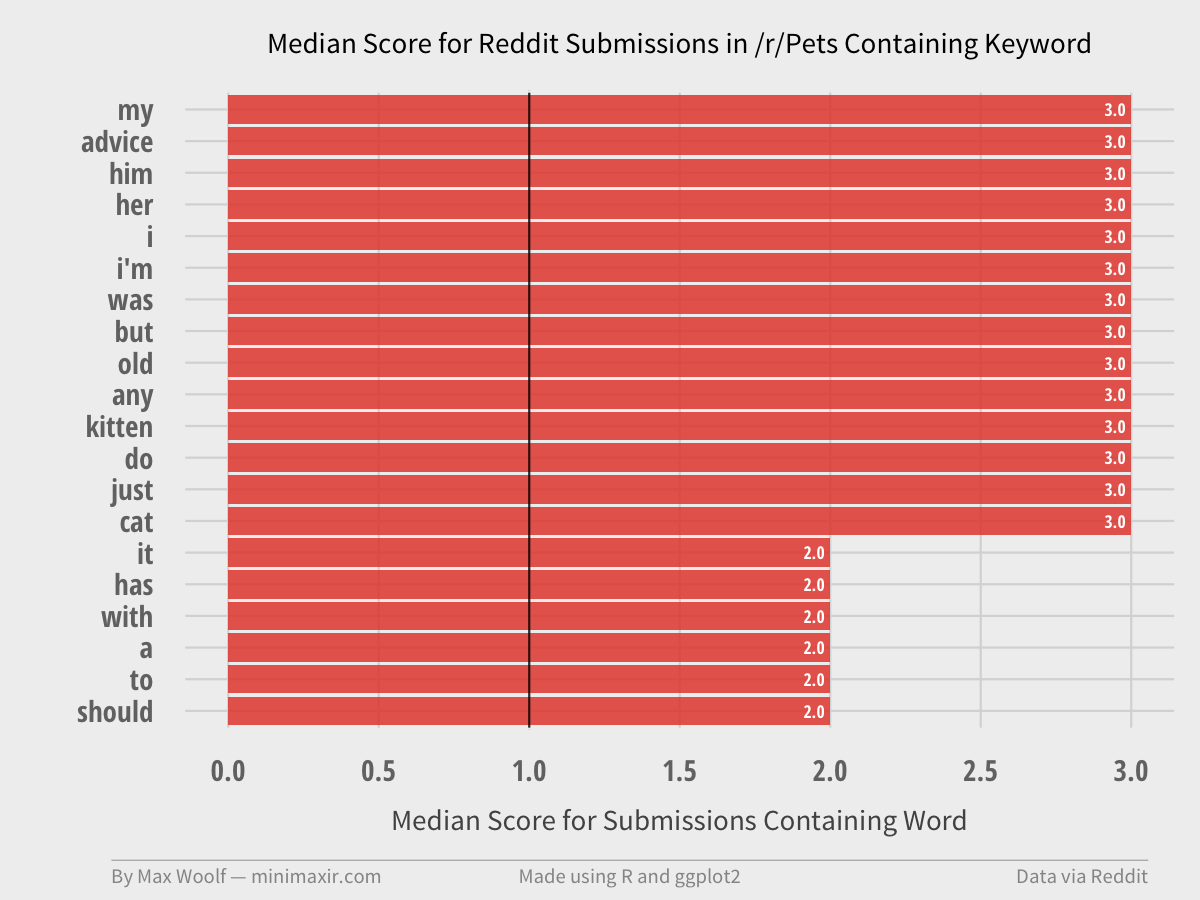 Median Score for Reddit Submissions in /r/Pets Containing Keyword
my 3.0
advice 3.0
him 3.0
her 3.0
i 3.0
i'm 3.0
was 3.0
but 3.0
old 3.0
any 3.0
kitten 3.0
do 3.0
just 3.0
cat 3.0
it 2.0
has 2.0
with 2.0
a 2.0
to 2.0
should 2.0
0.0 0.5 1.0 1.5 2.0 2.5 3.0
Median Score for Submissions Containing Word
By Max Woolf — minimaxir.com Made using R and ggplot2 Data via Reddit